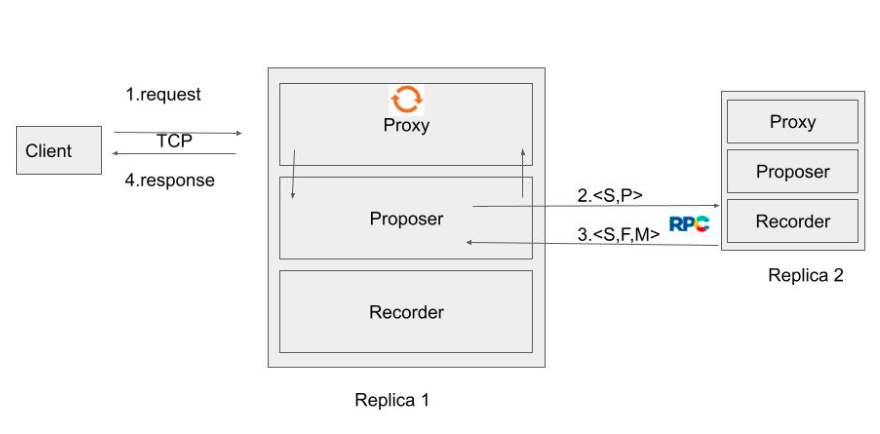 1.request
TCP
Client
4.response
Proxy
Proposer
Recorder
Replica 1
2.<S,P>
RPC
3.<S,F,M>
Proxy
Proposer
Recorder
Replica 2